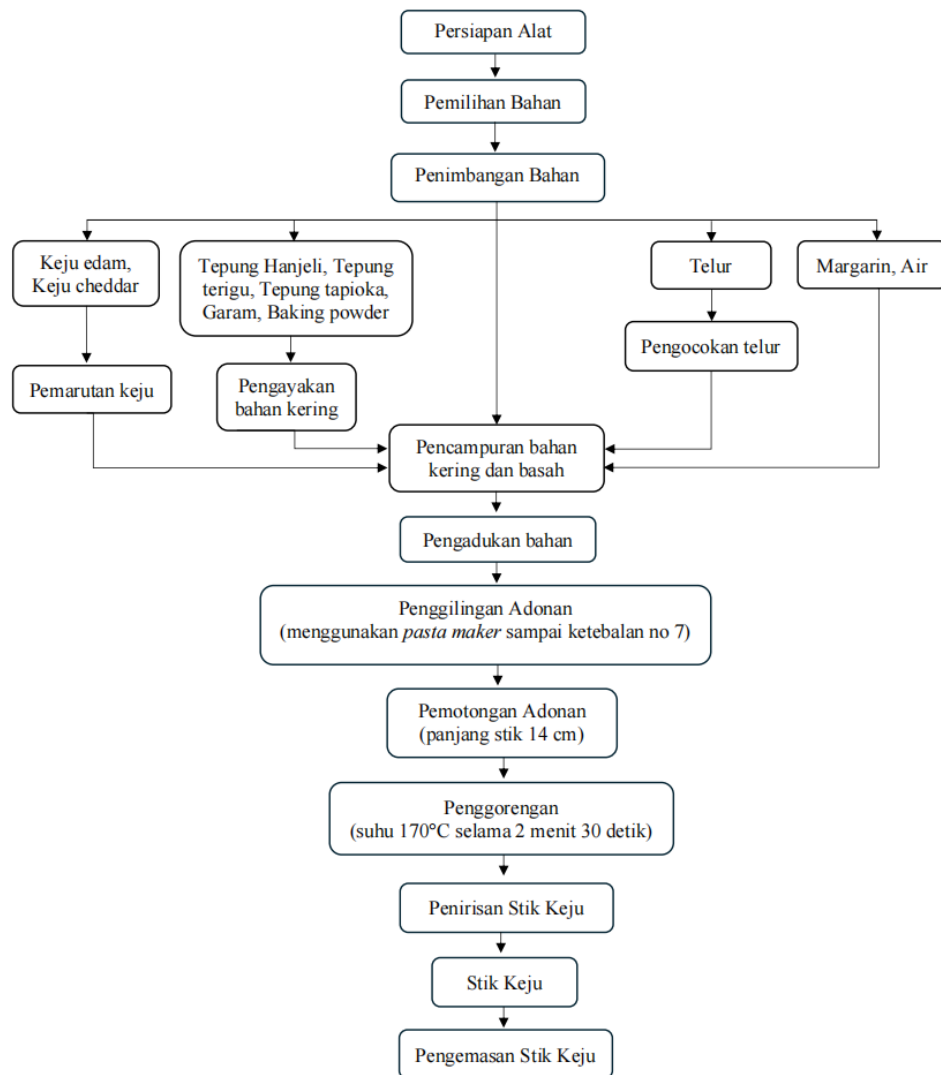 Persiapan Alat
Pemilihan Bahan
Penimbangan Bahan
Keju edam,
Keju cheddar
Tepung Hanjeli, Tepung
terigu, Tepung tapioka,
Garam, Baking powder
Telur
Margarin, Air
Pemarutan keju
Pengayakan
bahan kering
Pengocokan telur
Pencampuran bahan
kering dan basah
Pengadukan bahan
Penggilingan Adonan
(menggunakan pasta maker sampai ketebalan no 7)
Pemotongan Adonan
(panjang stik 14 cm)
Penggorengan
(suhu 170°C selama 2 menit 30 detik)
Penirisan Stik Keju
Stik Keju
Pengemasan Stik Keju